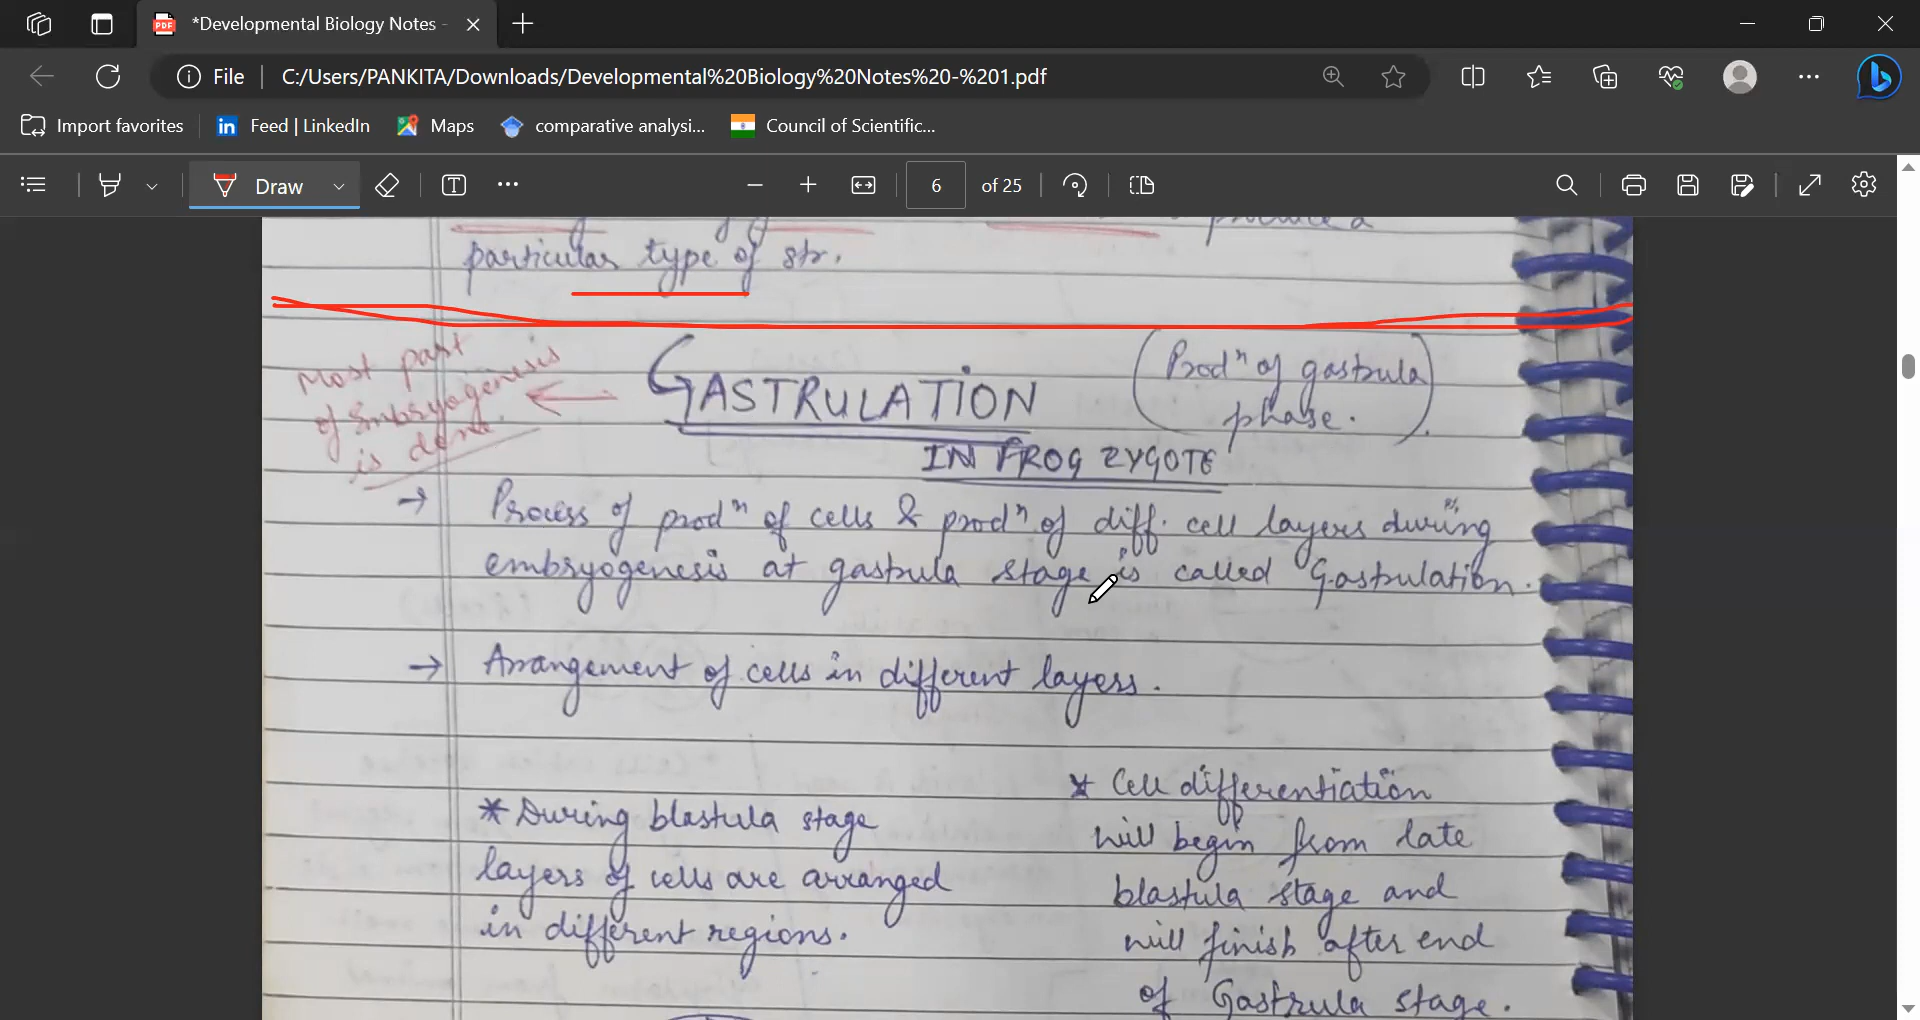 *Developmental Biology Notes -
File
C:/Users/PANKITA/Downloads/Developmental%20Biology%20Notes%20-%201.pdf
Import favorites
Feed | LinkedIn
Maps
comparative analysi...
Council of Scientific...
Draw
6 of 25
particular type of str.
Most part
of Embryogenesis
is done.
GASTRULATION
(Prodⁿ of gastrula
phase.)
IN FROG ZYGOTE
→ Process of prodⁿ of cells & prodⁿ of diff. cell layers during
embryogenesis at gastrula stage is called Gastrulation.
→ Arrangement of cells in different layers.
* During blastula stage
layers of cells are arranged
in different regions.
* Cell differentiation
will begin from late
blastula stage and
will finish after end
of Gastrula stage.